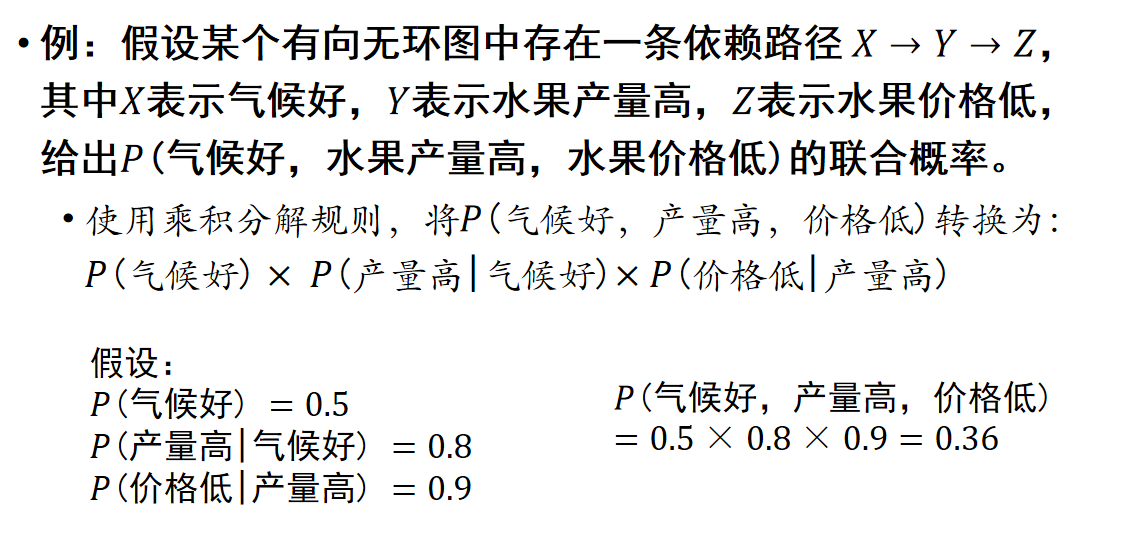 • 例：假设某个有向无环图中存在一条依赖路径 X → Y → Z，
其中X表示气候好，Y表示水果产量高，Z表示水果价格低，
给出P(气候好，水果产量高，水果价格低)的联合概率。
• 使用乘积分解规则，将P(气候好，产量高，价格低)转换为：
P(气候好) × P(产量高|气候好)× P(价格低|产量高)
假设：
P(气候好) = 0.5
P(产量高|气候好) = 0.8
P(价格低|产量高) = 0.9
P(气候好，产量高，价格低)
= 0.5 × 0.8 × 0.9 = 0.36